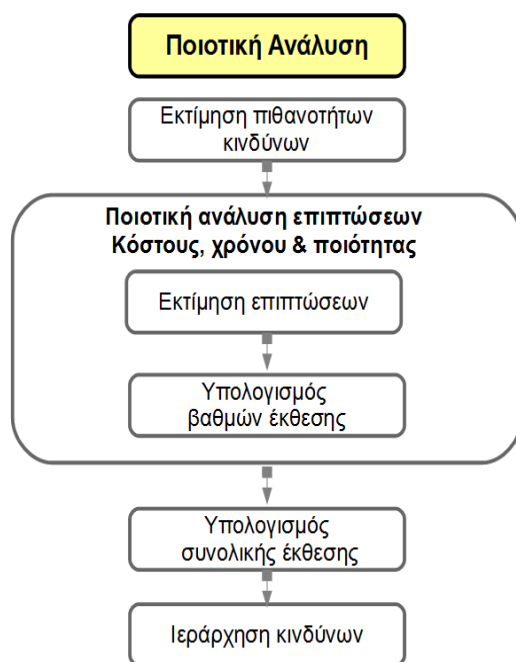 Ποιοτική Ανάλυση
Εκτίμηση πιθανοτήτων
κινδύνων
Ποιοτική ανάλυση επιπτώσεων
Κόστους, χρόνου & ποιότητας
Εκτίμηση επιπτώσεων
Υπολογισμός
βαθμών έκθεσης
Υπολογισμός
συνολικής έκθεσης
Ιεράρχηση κινδύνων